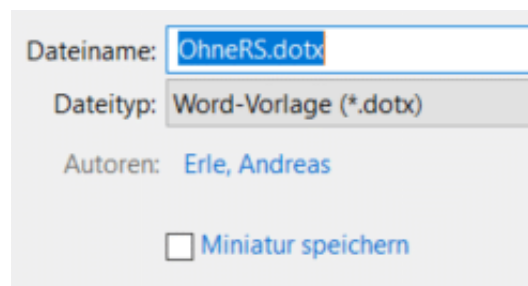 Dateiname: OhneRS.dotx
Dateityp: Word-Vorlage (*.dotx)
Autoren: Erle, Andreas
Miniatur speichern